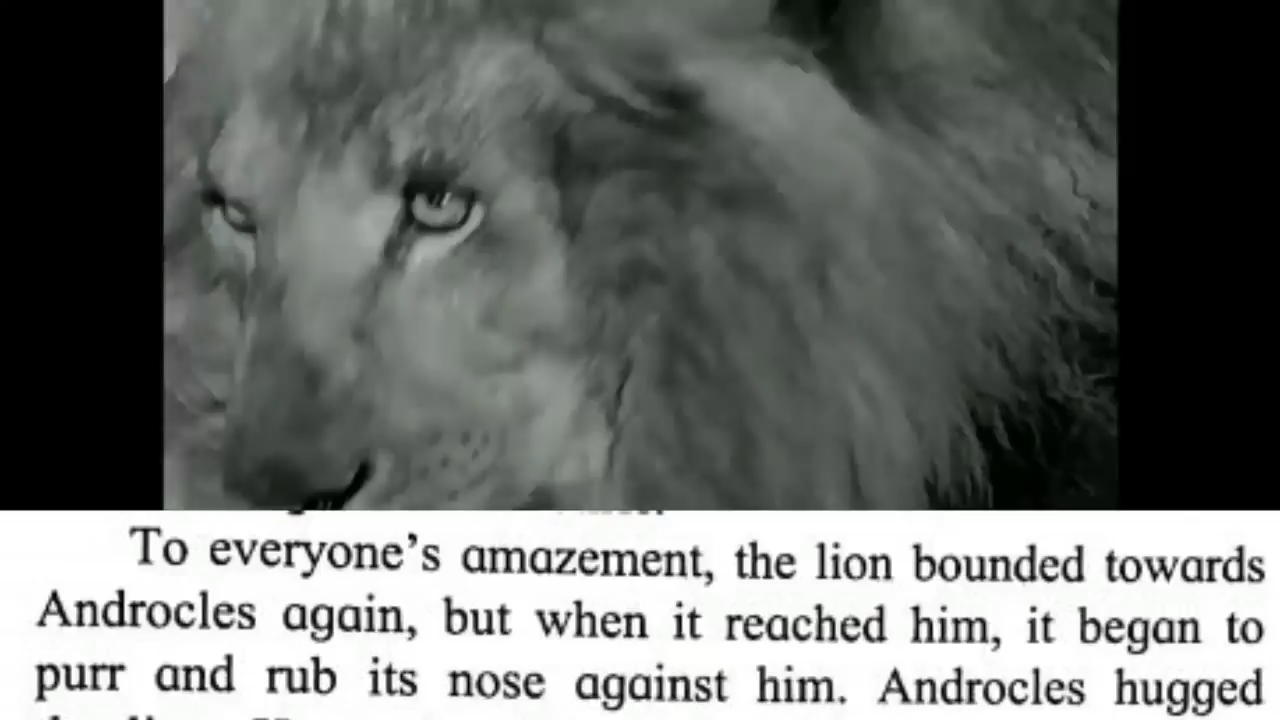 To everyone’s amazement, the lion bounded towards
Androcles again, but when it reached him, it began to
purr and rub its nose against him. Androcles hugged